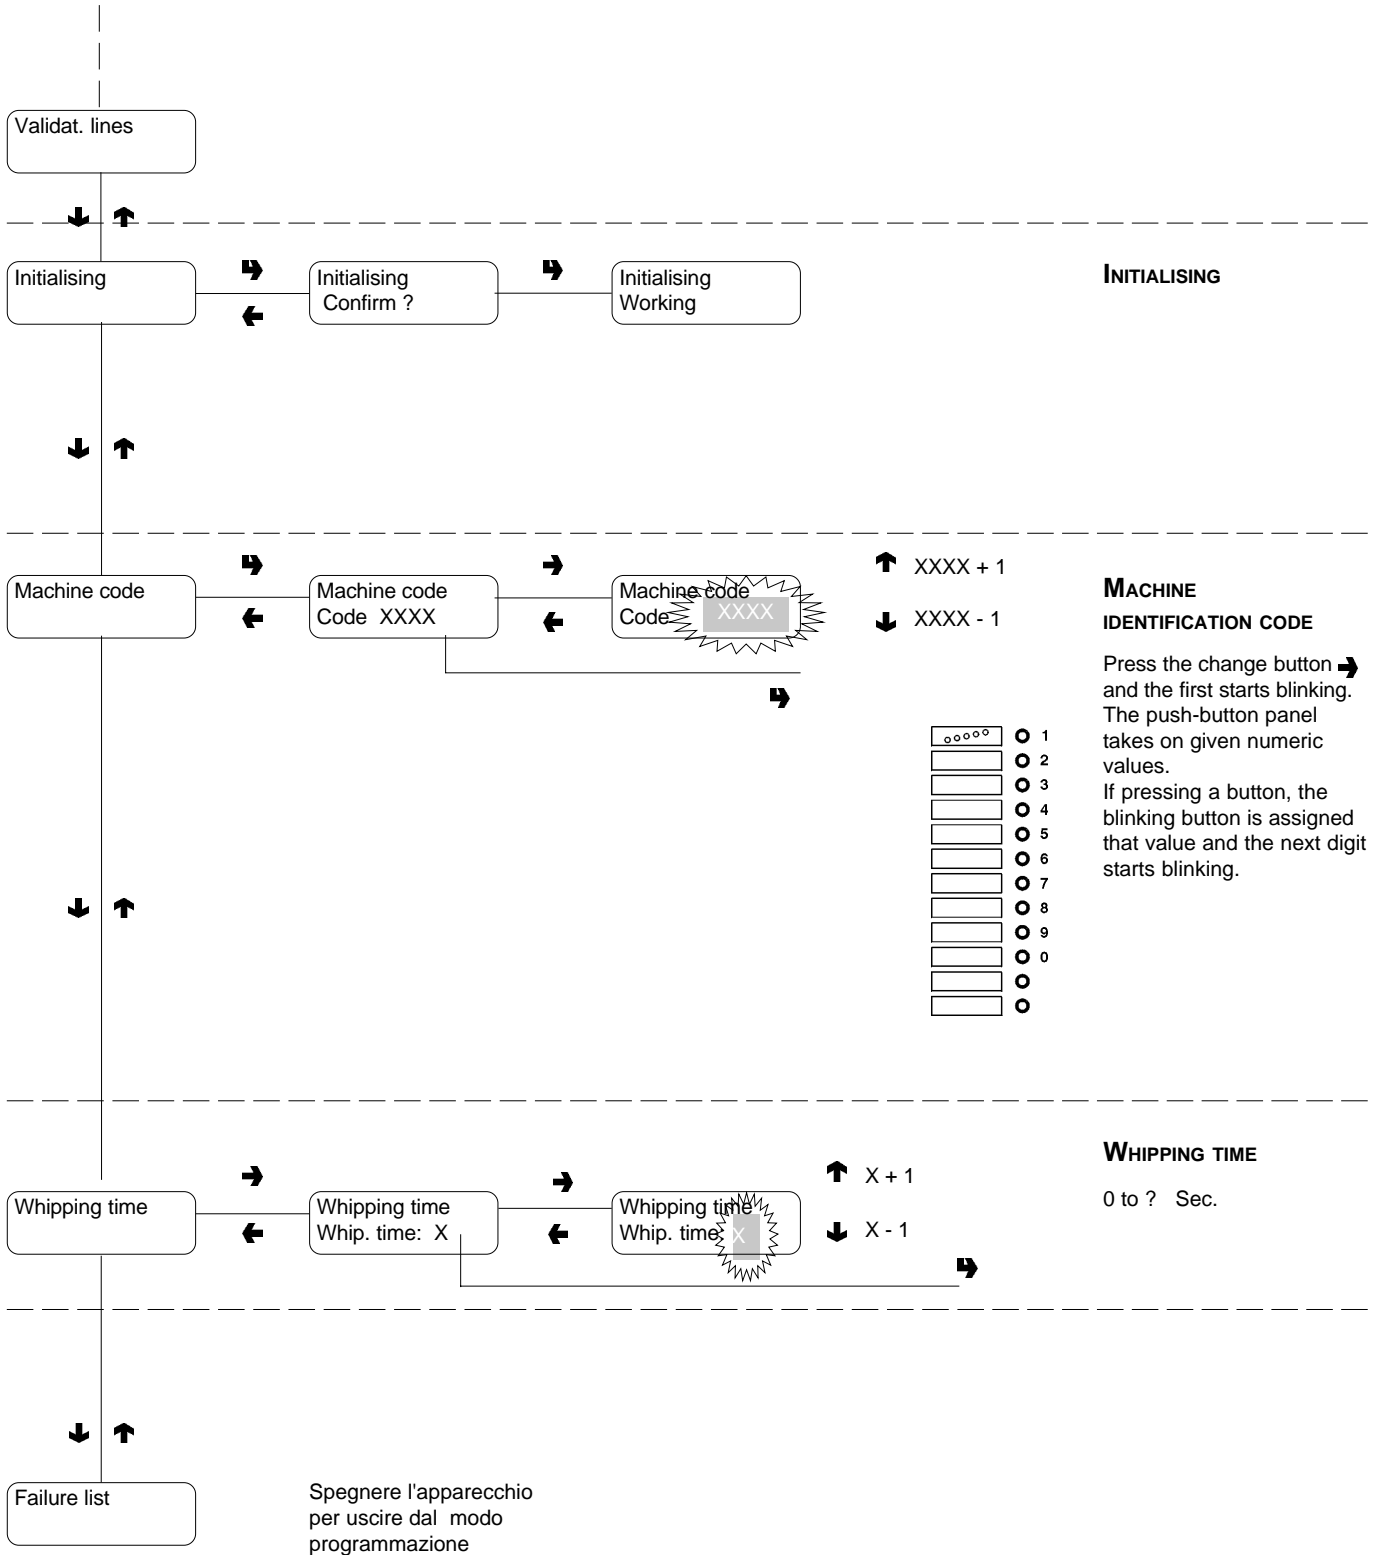 Validat. lines
Initialising
Initialising
Confirm ?
Initialising
Working
INITIALISING
Machine code
Machine code
Code XXXX
Machine code
Code XXXX
XXXX + 1
XXXX - 1
MACHINE
IDENTIFICATION CODE
Press the change button
and the first starts blinking.
The push-button panel
takes on given numeric
values.
If pressing a button, the
blinking button is assigned
that value and the next digit
starts blinking.
1
2
3
4
5
6
7
8
9
0
Whipping time
Whipping time
Whip. time: X
Whipping time
Whip. time: X
X + 1
X - 1
WHIPPING TIME
0 to ? Sec.
Failure list
Spegnere l'apparecchio
per uscire dal modo
programmazione